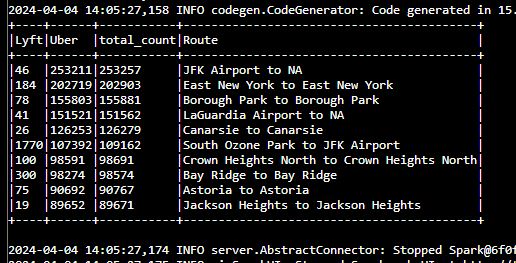 2024-04-04 14:05:27,158 INFO codegen.CodeGenerator: Code generated in 15.
+----+------+-----------+-------------------------------------------+
|Lyft|Uber  |total_count|Route                                      |
+----+------+-----------+-------------------------------------------+
|46  |253211|253257     |JFK Airport to NA                          |
|184 |202719|202903     |East New York to East New York             |
|78  |155803|155881     |Borough Park to Borough Park               |
|41  |151521|151562     |LaGuardia Airport to NA                    |
|26  |126253|126279     |Canarsie to Canarsie                       |
|1770|107392|109162     |South Ozone Park to JFK Airport            |
|100 |98591 |98691      |Crown Heights North to Crown Heights North|
|300 |98274 |98574      |Bay Ridge to Bay Ridge                     |
|75  |90692 |90767      |Astoria to Astoria                         |
|19  |89652 |89671      |Jackson Heights to Jackson Heights         |
+----+------+-----------+-------------------------------------------+
2024-04-04 14:05:27,174 INFO server.AbstractConnector: Stopped Spark@6f0f